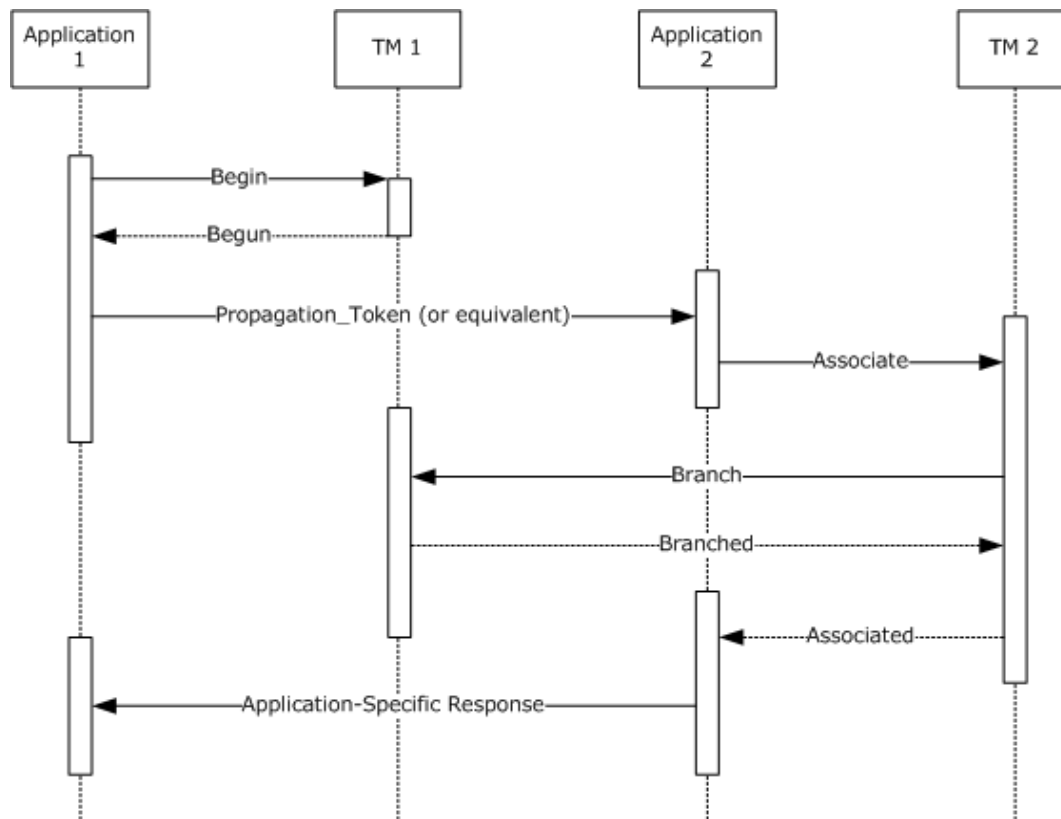 Application
1
TM 1
Application
2
TM 2
Begin
Begun
Propagation_Token (or equivalent)
Associate
Branch
Branched
Associated
Application-Specific Response